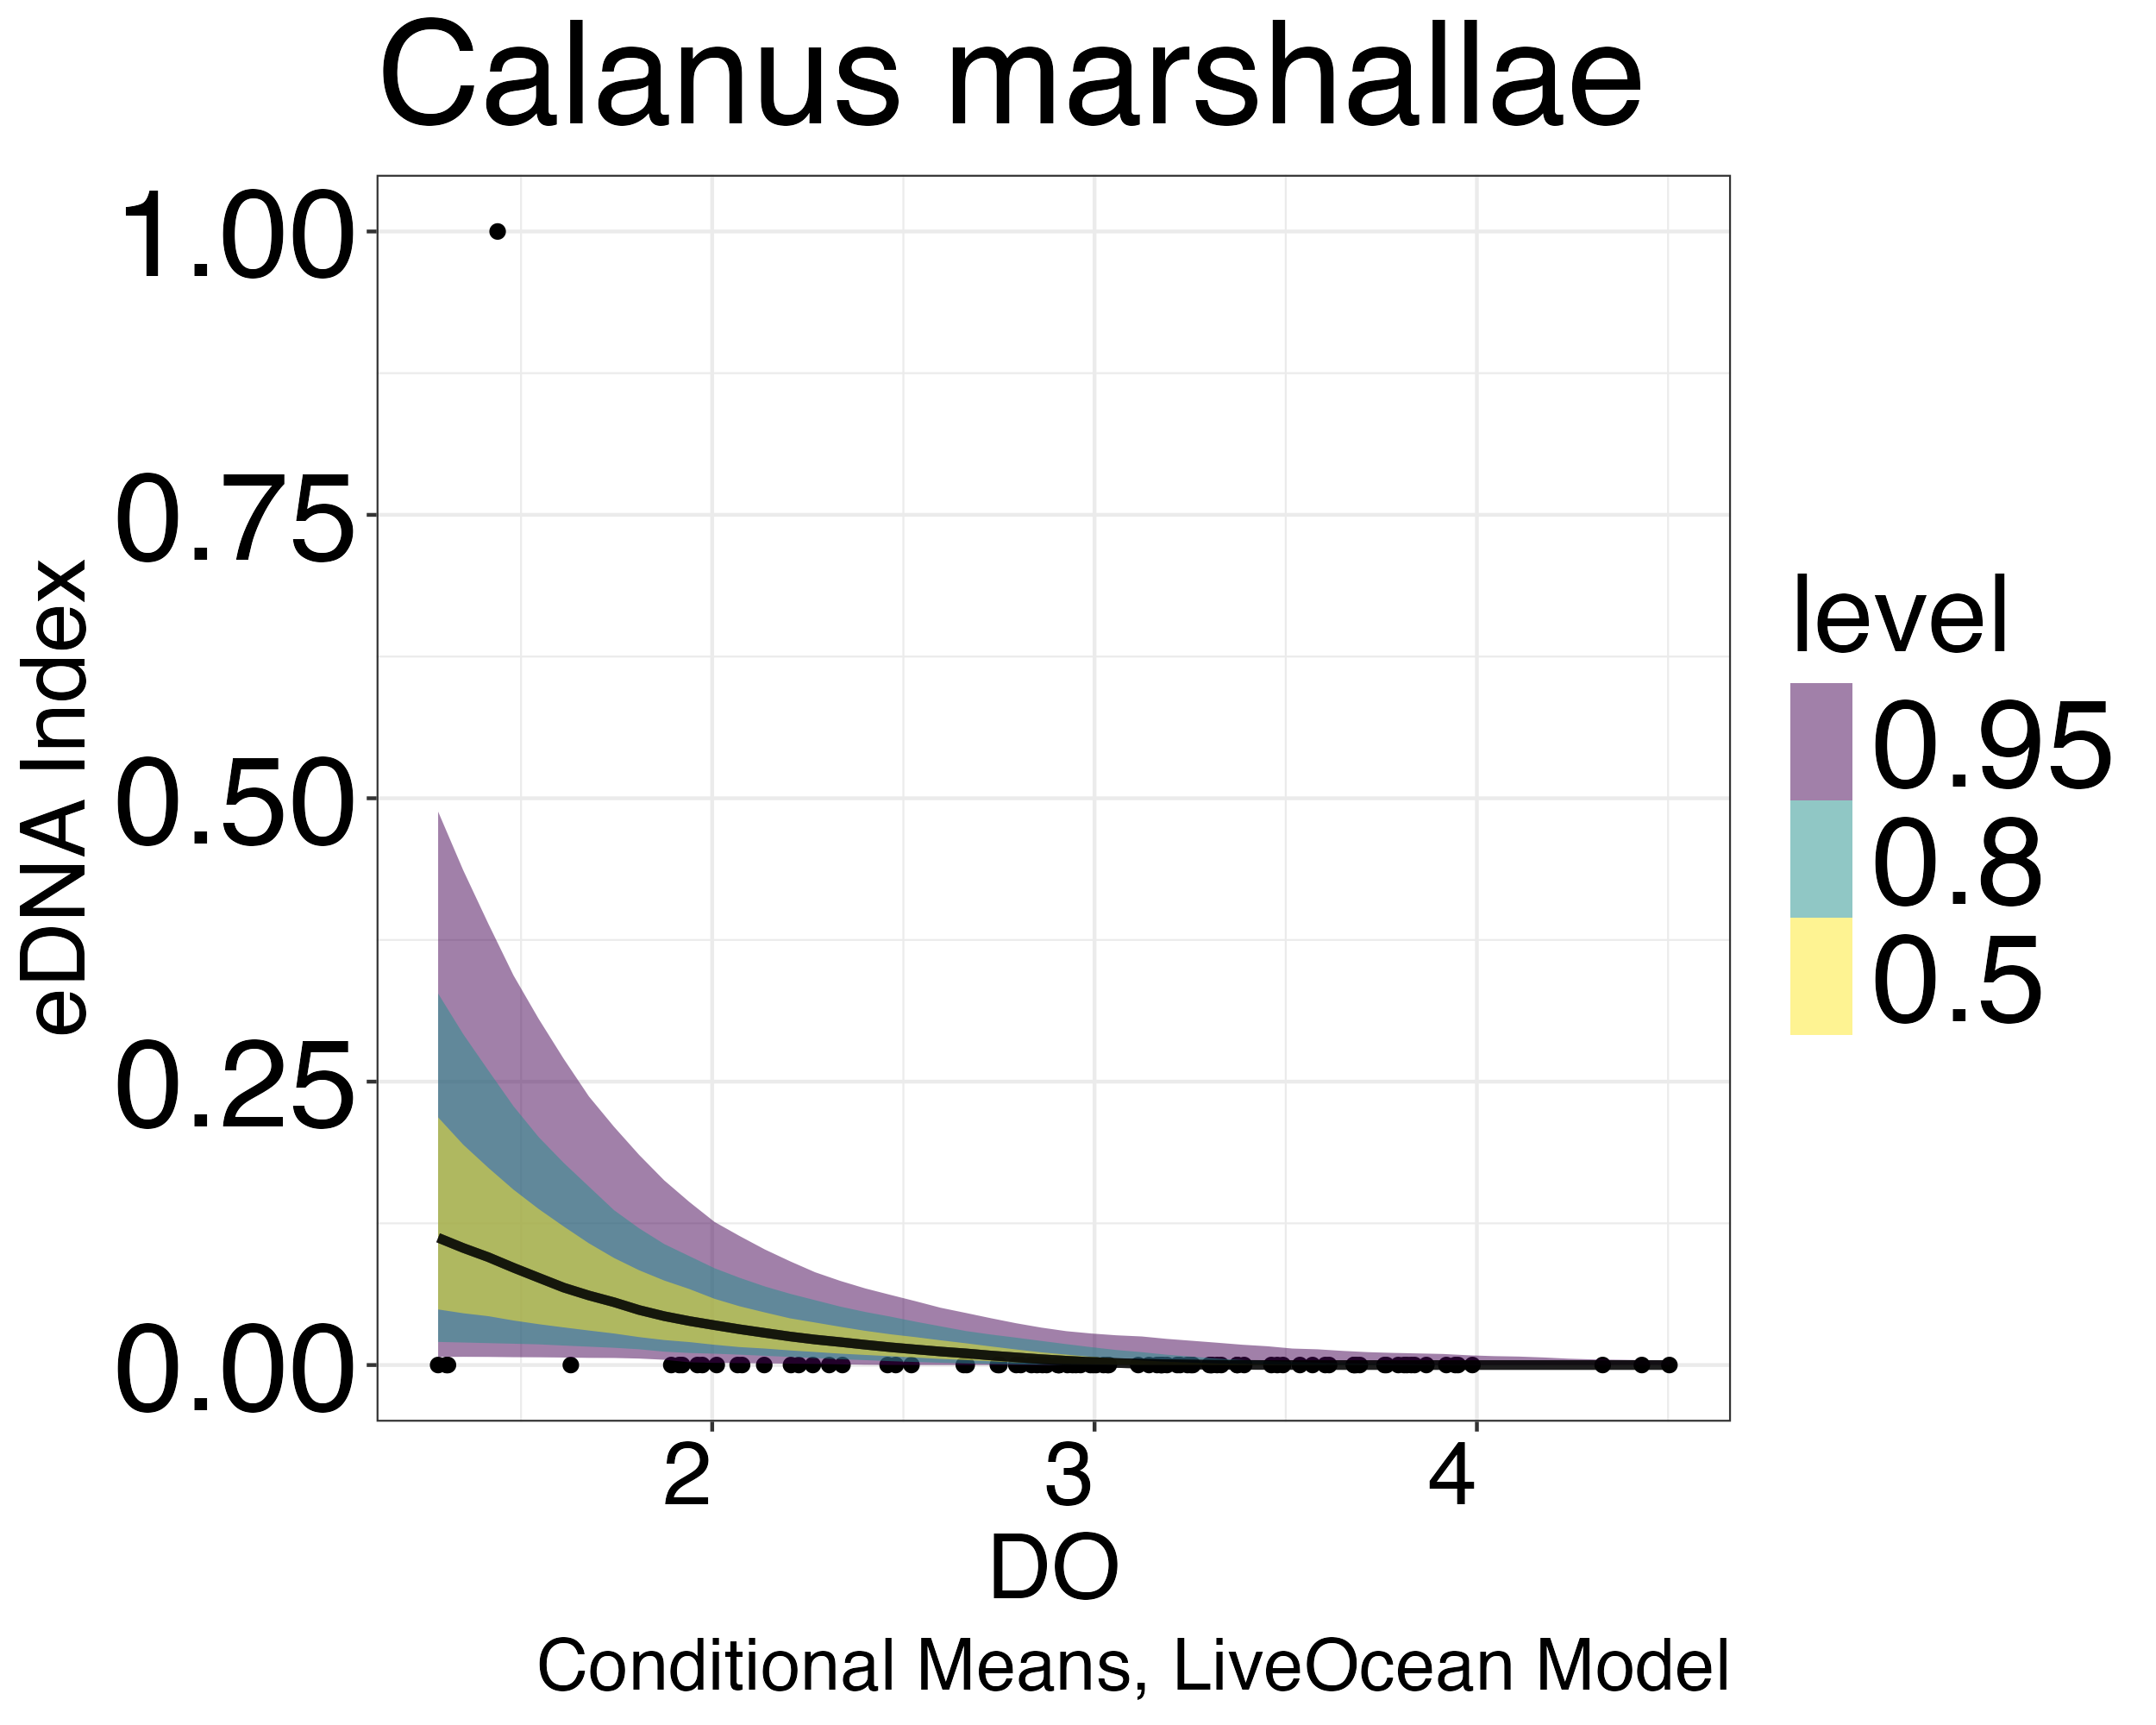 Calanus marshallae
1.00
0.75
0.50
0.25
0.00
eDNA Index
2 3 4
DO
Conditional Means, LiveOcean Model
level
0.95
0.8
0.5